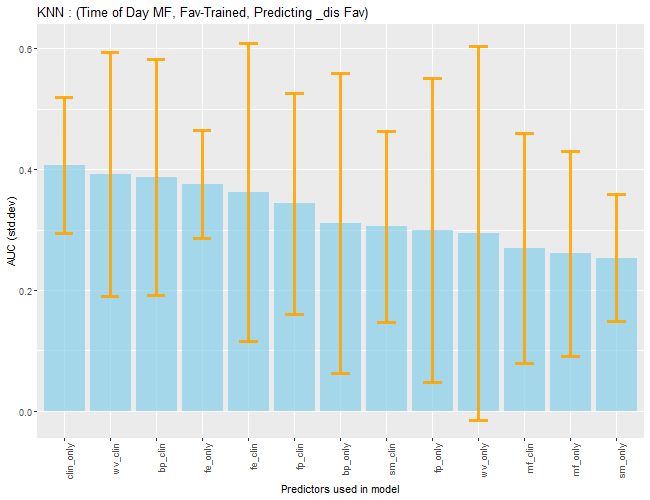 KNN : (Time of Day MF, Fav-Trained, Predicting _dis Fav)
AUC (std.dev)
0.6
0.4
0.2
0.0
clin_only
wv_clin
bp_clin
fe_only
fe_clin
fp_clin
bp_only
sm_clin
fp_only
wv_only
mf_clin
mf_only
sm_only
Predictors used in model